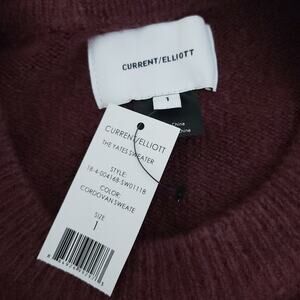 CURRENT/ELLIOTT
1
China
CURRENT/ELLIOTT
THE YATES SWEATER
STYLE:
18-4-004168-SW01118
COLOR:
CORDOVAN SWEATE
SIZE
1